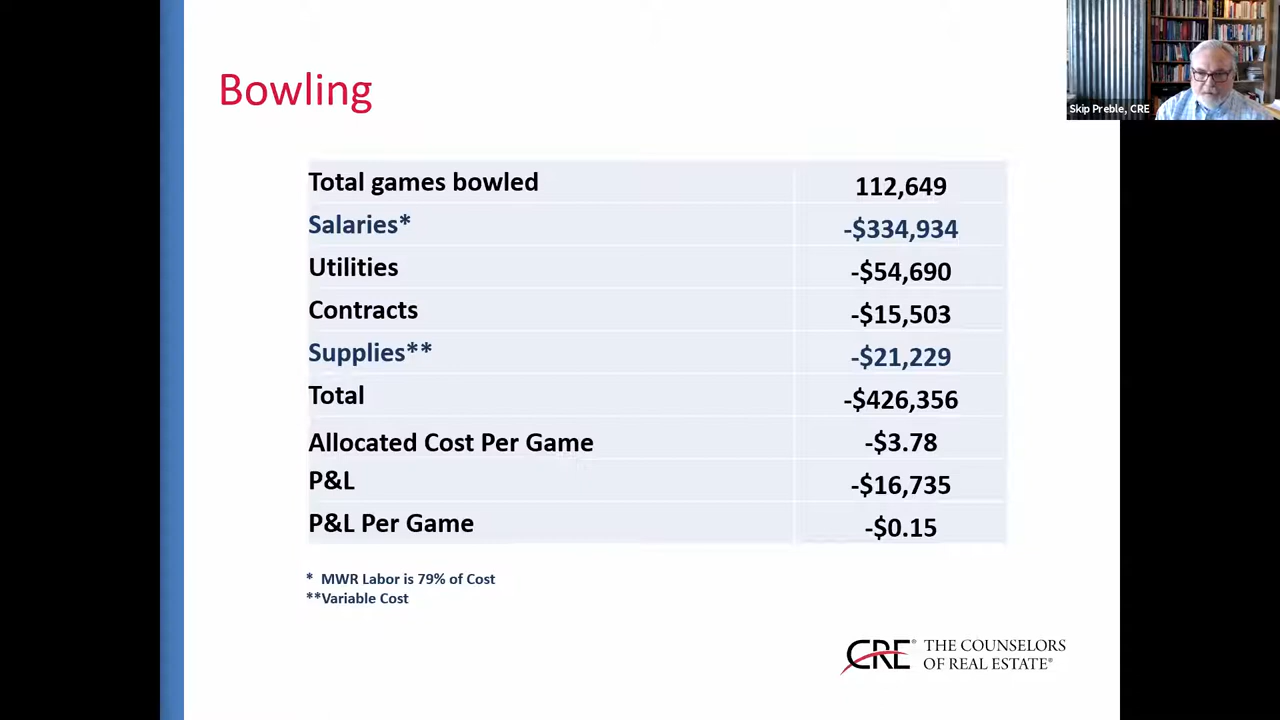 Bowling
Skip Preble, CRE
Total games bowled 112,649
Salaries* -$334,934
Utilities -$54,690
Contracts -$15,503
Supplies** -$21,229
Total -$426,356
Allocated Cost Per Game -$3.78
P&L -$16,735
P&L Per Game -$0.15
* MWR Labor is 79% of Cost
**Variable Cost
CRE® THE COUNSELORS
OF REAL ESTATE®